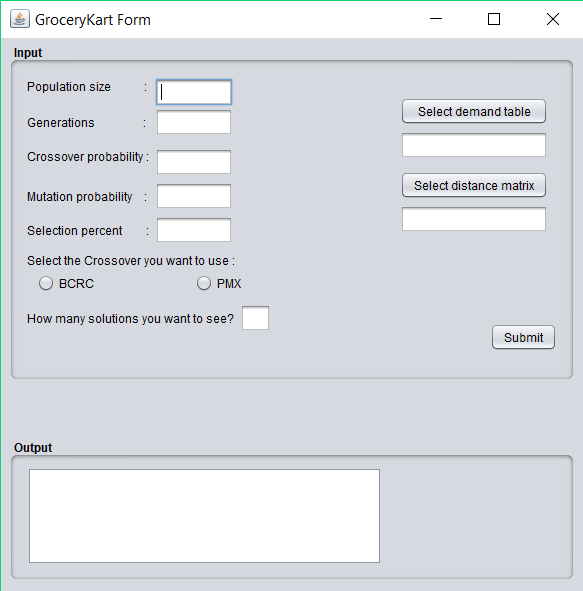 GroceryKart Form
Input
Population size :
Generations :
Crossover probability :
Mutation probability :
Selection percent :
Select the Crossover you want to use :
BCRC PMX
How many solutions you want to see?
Select demand table
Select distance matrix
Submit
Output